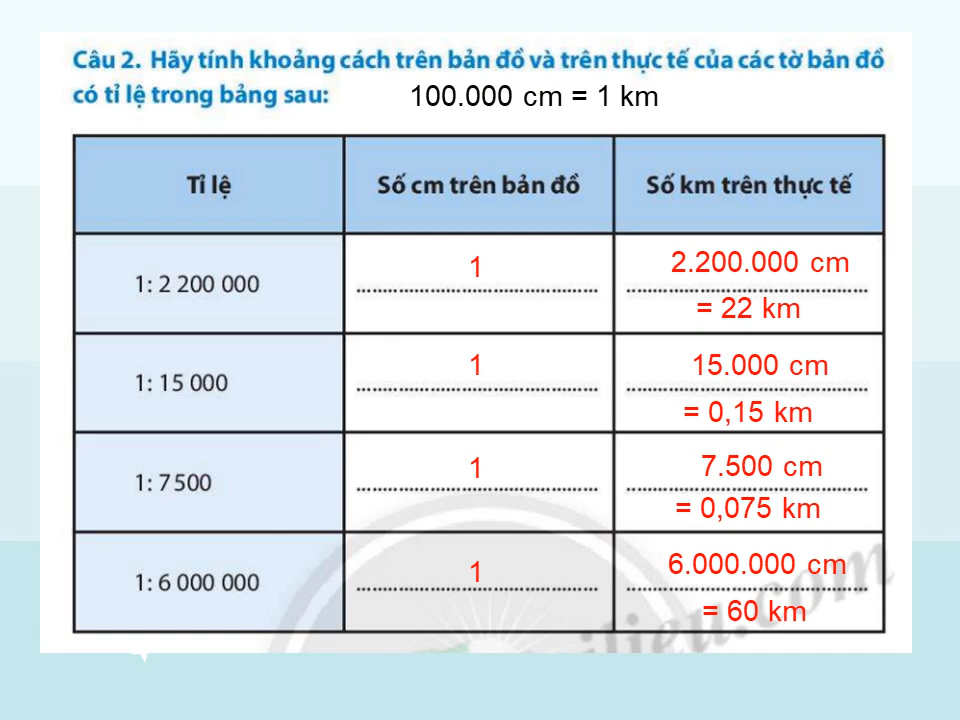 Câu 2. Hãy tính khoảng cách trên bản đồ và trên thực tế của các tờ bản đồ
có tỉ lệ trong bảng sau: 100.000 cm = 1 km
Tỉ lệ Số cm trên bản đồ Số km trên thực tế
1: 2 200 000 1 2.200.000 cm
= 22 km
1: 15 000 1 15.000 cm
= 0,15 km
1: 7 500 1 7.500 cm
= 0,075 km
1: 6 000 000 1 6.000.000 cm
= 60 km
ilieu.com